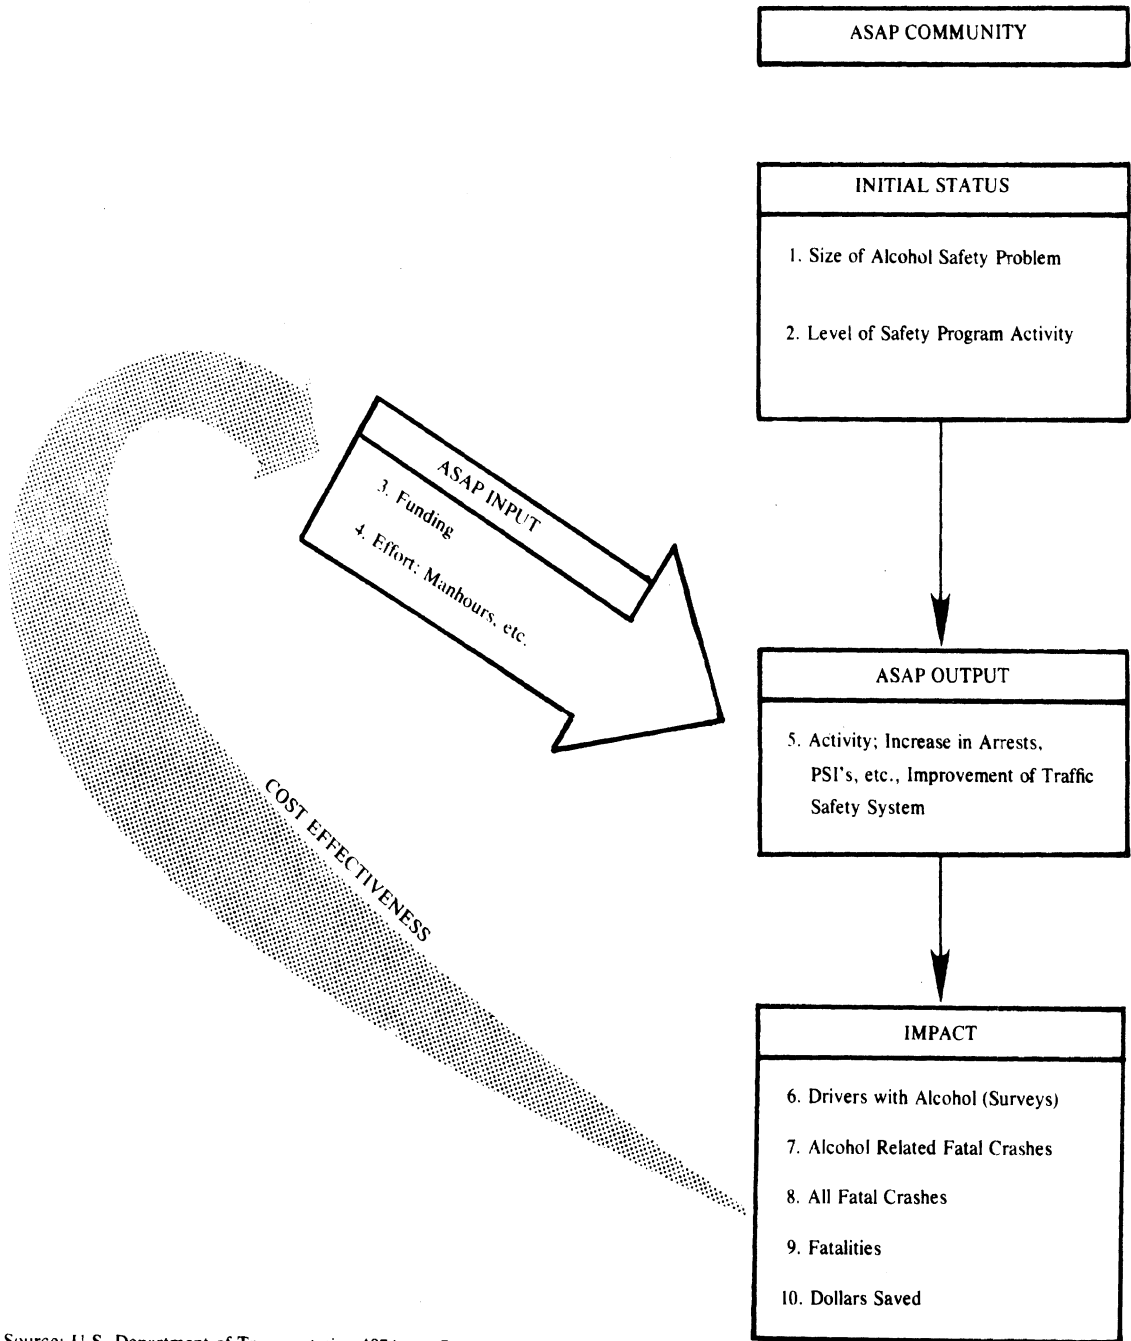 ASAP COMMUNITY
INITIAL STATUS
1. Size of Alcohol Safety Problem
2. Level of Safety Program Activity
ASAP INPUT
3. Funding
4. Effort: Manhours, etc.
ASAP OUTPUT
5. Activity; Increase in Arrests,
PSI's, etc., Improvement of Traffic
Safety System
COST EFFECTIVENESS
IMPACT
6. Drivers with Alcohol (Surveys)
7. Alcohol Related Fatal Crashes
8. All Fatal Crashes
9. Fatalities
10. Dollars Saved
Source: U.S. Department of